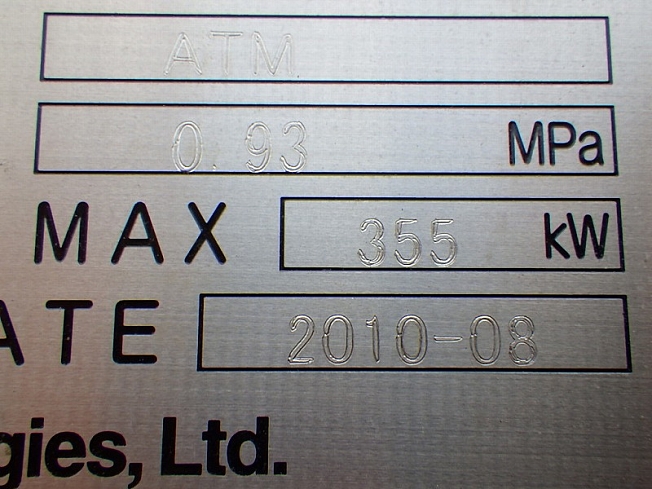 ATM
0.93 MPa
MAX 355 kW
ATE 2010-08
gies, Ltd.